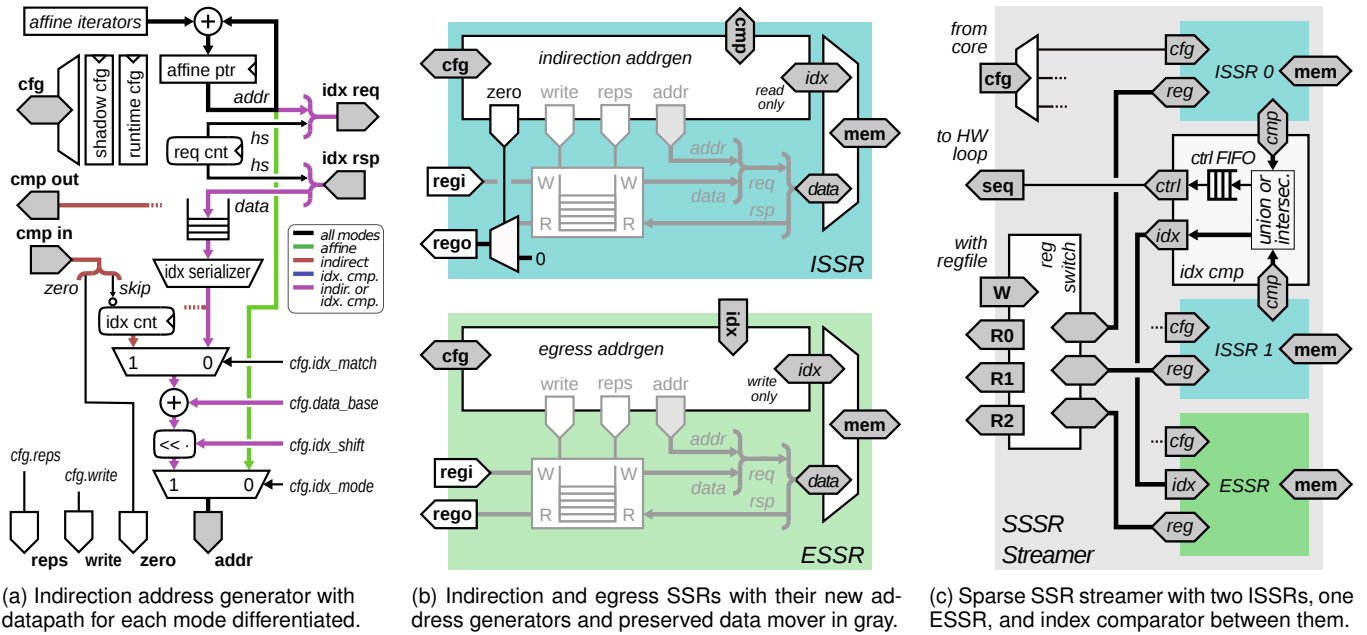 affine iterators
+
affine ptr
cfg
shadow cfg
runtime cfg
addr
idx req
hs
req cnt
hs
idx rsp
cmp out
data
cmp in
all modes
affine
indirect
idx. cmp.
indir. or
idx. cmp.
idx serializer
zero
skip
idx cnt
1 0
cfg.idx_match
+
cfg.data_base
<< ·
cfg.idx_shift
cfg.reps
cfg.write
1 0
cfg.idx_mode
reps write zero addr
(a) Indirection address generator with
datapath for each mode differentiated.
cmp
indirection addrgen
cfg
idx
zero write reps addr
read
only
mem
addr
regi
W W
data
req
data
rsp
R R
rego
0
ISSR
idx
egress addrgen
cfg
idx
write reps addr
write
only
mem
addr
regi
W W
data
req
data
rsp
R R
rego
ESSR
(b) Indirection and egress SSRs with their new ad-
dress generators and preserved data mover in gray.
from
core
cfg
cfg
ISSR 0
mem
reg
to HW
loop
cmp
ctrl FIFO
seq
ctrl
union or
intersec.
idx
idx cmp
cmp
with
regfile
reg
switch
W
R0
R1
R2
cfg
ISSR 1
mem
reg
cfg
idx
ESSR
mem
reg
SSSR
Streamer
(c) Sparse SSR streamer with two ISSRs, one
ESSR, and index comparator between them.